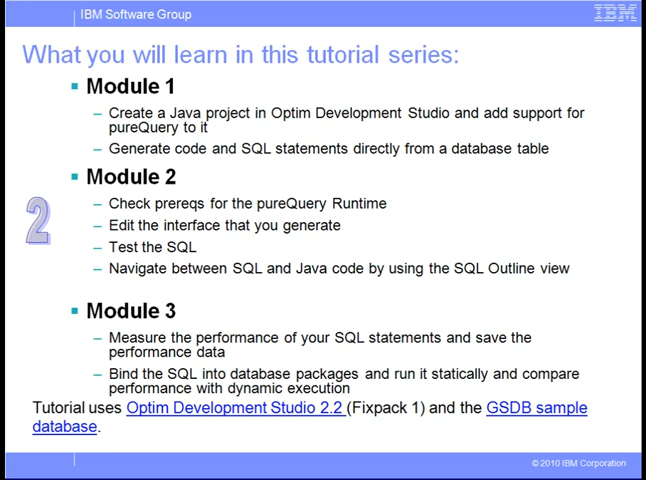 IBM Software Group
IBM
What you will learn in this tutorial series:
Module 1
– Create a Java project in Optim Development Studio and add support for
pureQuery to it
– Generate code and SQL statements directly from a database table
Module 2
2
– Check prereqs for the pureQuery Runtime
– Edit the interface that you generate
– Test the SQL
– Navigate between SQL and Java code by using the SQL Outline view
Module 3
– Measure the performance of your SQL statements and save the
performance data
– Bind the SQL into database packages and run it statically and compare
performance with dynamic execution
Tutorial uses Optim Development Studio 2.2 (Fixpack 1) and the GSDB sample
database.
© 2010 IBM Corporation